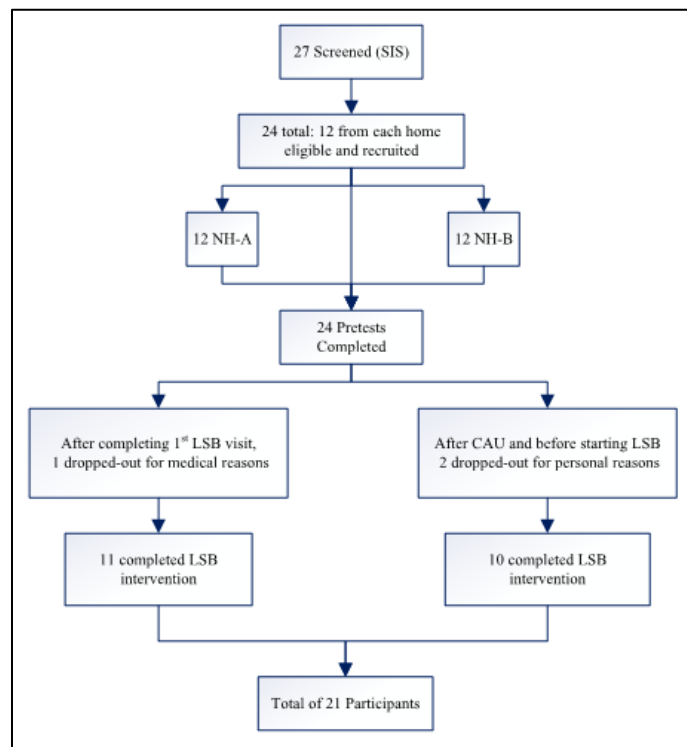 27 Screened (SIS)
24 total: 12 from each home
eligible and recruited
12 NH-A
12 NH-B
24 Pretests
Completed
After completing 1st LSB visit,
1 dropped-out for medical reasons
After CAU and before starting LSB
2 dropped-out for personal reasons
11 completed LSB
intervention
10 completed LSB
intervention
Total of 21 Participants